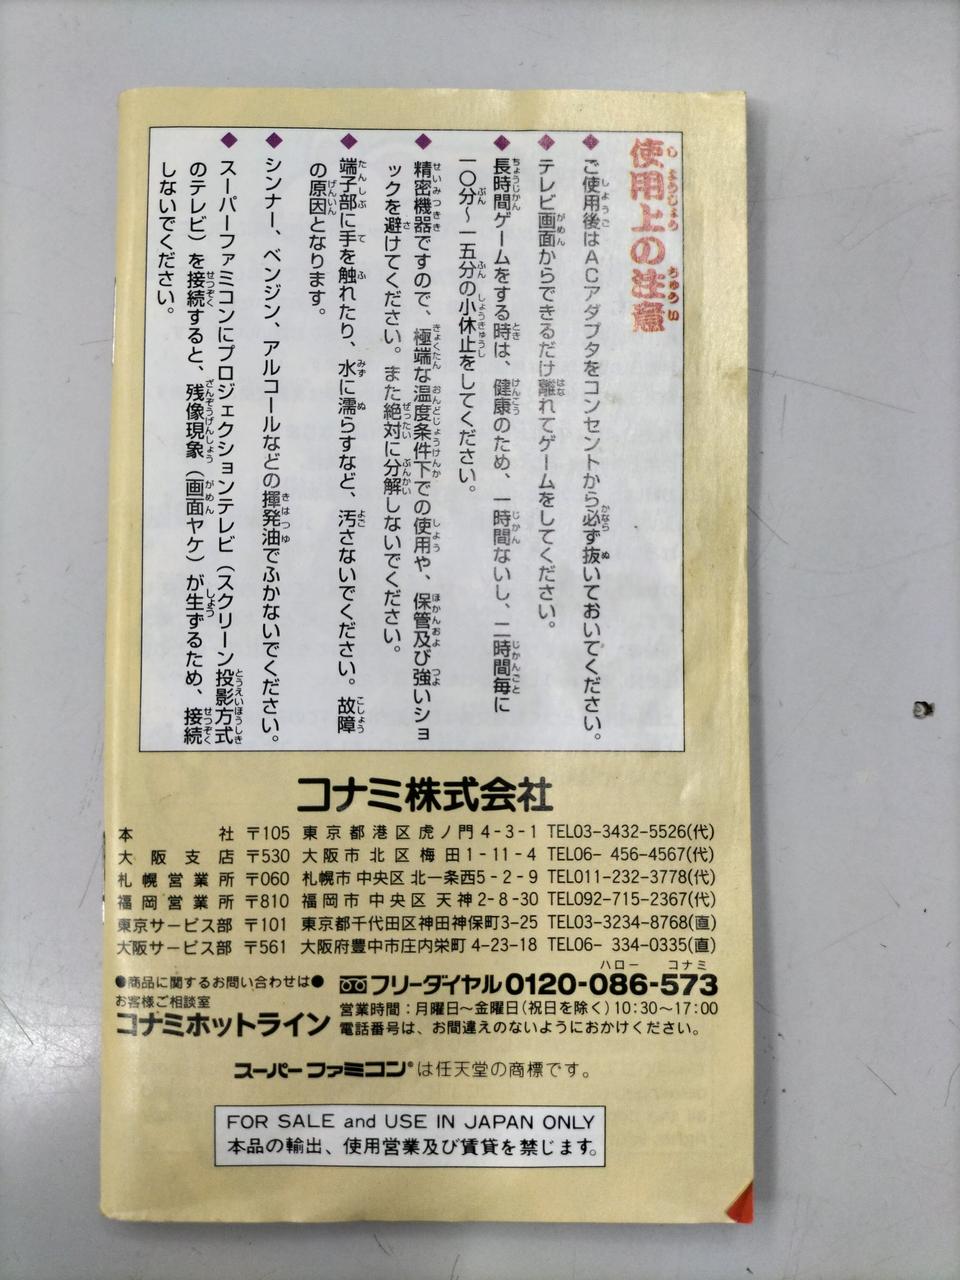 使用上の注意
◆ご使用後はACアダプタをコンセントから必ず抜いておいてください。
◆テレビ画面からできるだけ離れてゲームをしてください。
◆長時間ゲームをする時は、健康のため、一時間ないし、二時間毎に
一〇分〜一五分の小休止をしてください。
◆精密機器ですので、極端な温度条件下での使用や、保管及び強いショ
ックを避けてください。また絶対に分解しないでください。
◆端子部に手を触れたり、水に濡らすなど、汚さないでください。故障
の原因となります。
◆シンナー、ベンジン、アルコールなどの揮発油でふかないでください。
◆スーパーファミコンにプロジェクションテレビ（スクリーン投影方式
のテレビ）を接続すると、残像現象（画面ヤケ）が生ずるため、接続
しないでください。
コナミ株式会社
本社 〒105 東京都港区虎ノ門4-3-1 TEL03-3432-5526(代)
大阪支店 〒530 大阪市北区梅田1-11-4 TEL06-456-4567(代)
札幌営業所 〒060 札幌市中央区北一条西5-2-9 TEL011-232-3778(代)
福岡営業所 〒810 福岡市中央区天神2-8-30 TEL092-715-2367(代)
東京サービス部 〒101 東京都千代田区神田神保町3-25 TEL03-3234-8768(直)
大阪サービス部 〒561 大阪府豊中市庄内栄町4-23-18 TEL06-334-0335(直)
●商品に関するお問い合わせは●
お客様ご相談室
コナミホットライン
ハロー コナミ
フリーダイヤル0120-086-573
営業時間：月曜日〜金曜日(祝日を除く)10:30〜17:00
電話番号は、お間違えのないようにおかけください。
スーパーファミコン®は任天堂の商標です。
FOR SALE and USE IN JAPAN ONLY
本品の輸出、使用営業及び賃貸を禁じます。